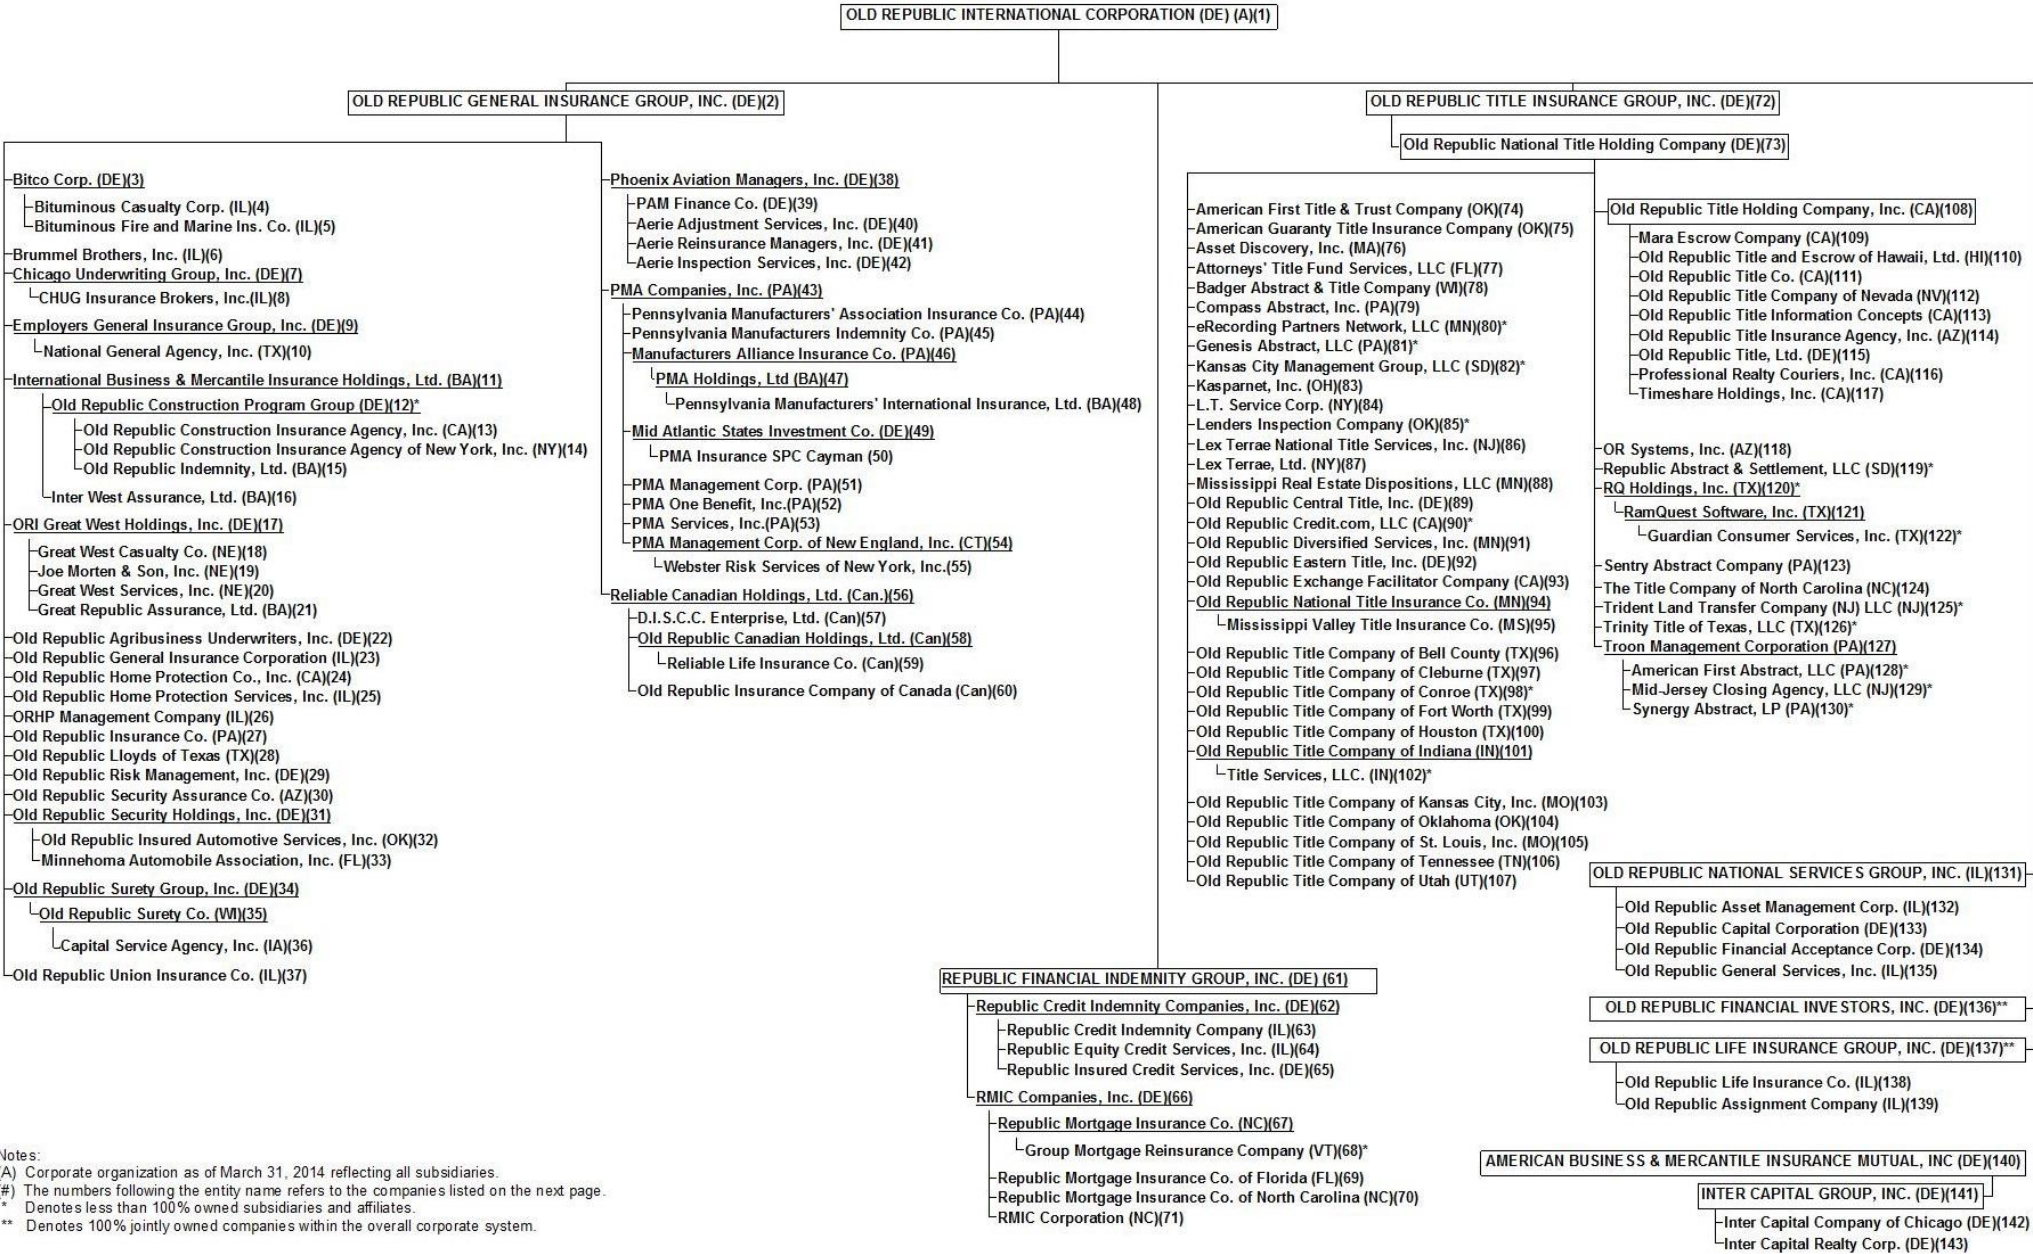 OLD REPUBLIC INTERNATIONAL CORPORATION (DE) (A)(1)
OLD REPUBLIC GENERAL INSURANCE GROUP, INC. (DE)(2)
Bitco Corp. (DE)(3)
Bituminous Casualty Corp. (IL)(4)
Bituminous Fire and Marine Ins. Co. (IL)(5)
Brummel Brothers, Inc. (IL)(6)
Chicago Underwriting Group, Inc. (DE)(7)
CHUG Insurance Brokers, Inc.(IL)(8)
Employers General Insurance Group, Inc. (DE)(9)
National General Agency, Inc. (TX)(10)
International Business & Mercantile Insurance Holdings, Ltd. (BA)(11)
Old Republic Construction Program Group (DE)(12)*
Old Republic Construction Insurance Agency, Inc. (CA)(13)
Old Republic Construction Insurance Agency of New York, Inc. (NY)(14)
Old Republic Indemnity, Ltd. (BA)(15)
Inter West Assurance, Ltd. (BA)(16)
ORI Great West Holdings, Inc. (DE)(17)
Great West Casualty Co. (NE)(18)
Joe Morten & Son, Inc. (NE)(19)
Great West Services, Inc. (NE)(20)
Great Republic Assurance, Ltd. (BA)(21)
Old Republic Agribusiness Underwriters, Inc. (DE)(22)
Old Republic General Insurance Corporation (IL)(23)
Old Republic Home Protection Co., Inc. (CA)(24)
Old Republic Home Protection Services, Inc. (IL)(25)
ORHP Management Company (IL)(26)
Old Republic Insurance Co. (PA)(27)
Old Republic Lloyds of Texas (TX)(28)
Old Republic Risk Management, Inc. (DE)(29)
Old Republic Security Assurance Co. (AZ)(30)
Old Republic Security Holdings, Inc. (DE)(31)
Old Republic Insured Automotive Services, Inc. (OK)(32)
Minnehoma Automobile Association, Inc. (FL)(33)
Old Republic Surety Group, Inc. (DE)(34)
Old Republic Surety Co. (WI)(35)
Capital Service Agency, Inc. (IA)(36)
Old Republic Union Insurance Co. (IL)(37)
Phoenix Aviation Managers, Inc. (DE)(38)
PAM Finance Co. (DE)(39)
Aerie Adjustment Services, Inc. (DE)(40)
Aerie Reinsurance Managers, Inc. (DE)(41)
Aerie Inspection Services, Inc. (DE)(42)
PMA Companies, Inc. (PA)(43)
Pennsylvania Manufacturers' Association Insurance Co. (PA)(44)
Pennsylvania Manufacturers Indemnity Co. (PA)(45)
Manufacturers Alliance Insurance Co. (PA)(46)
PMA Holdings, Ltd (BA)(47)
Pennsylvania Manufacturers' International Insurance, Ltd. (BA)(48)
Mid Atlantic States Investment Co. (DE)(49)
PMA Insurance SPC Cayman (50)
PMA Management Corp. (PA)(51)
PMA One Benefit, Inc.(PA)(52)
PMA Services, Inc.(PA)(53)
PMA Management Corp. of New England, Inc. (CT)(54)
Webster Risk Services of New York, Inc.(55)
Reliable Canadian Holdings, Ltd. (Can.)(56)
D.I.S.C.C. Enterprise, Ltd. (Can)(57)
Old Republic Canadian Holdings, Ltd. (Can)(58)
Reliable Life Insurance Co. (Can)(59)
Old Republic Insurance Company of Canada (Can)(60)
REPUBLIC FINANCIAL INDEMNITY GROUP, INC. (DE) (61)
Republic Credit Indemnity Companies, Inc. (DE)(62)
Republic Credit Indemnity Company (IL)(63)
Republic Equity Credit Services, Inc. (IL)(64)
Republic Insured Credit Services, Inc. (DE)(65)
RMIC Companies, Inc. (DE)(66)
Republic Mortgage Insurance Co. (NC)(67)
Group Mortgage Reinsurance Company (VT)(68)*
Republic Mortgage Insurance Co. of Florida (FL)(69)
Republic Mortgage Insurance Co. of North Carolina (NC)(70)
RMIC Corporation (NC)(71)
OLD REPUBLIC TITLE INSURANCE GROUP, INC. (DE)(72)
Old Republic National Title Holding Company (DE)(73)
American First Title & Trust Company (OK)(74)
American Guaranty Title Insurance Company (OK)(75)
Asset Discovery, Inc. (MA)(76)
Attorneys' Title Fund Services, LLC (FL)(77)
Badger Abstract & Title Company (WI)(78)
Compass Abstract, Inc. (PA)(79)
eRecording Partners Network, LLC (MN)(80)*
Genesis Abstract, LLC (PA)(81)*
Kansas City Management Group, LLC (SD)(82)*
Kasparnet, Inc. (OH)(83)
L.T. Service Corp. (NY)(84)
Lenders Inspection Company (OK)(85)*
Lex Terrae National Title Services, Inc. (NJ)(86)
Lex Terrae, Ltd. (NY)(87)
Mississippi Real Estate Dispositions, LLC (MN)(88)
Old Republic Central Title, Inc. (DE)(89)
Old Republic Credit.com, LLC (CA)(90)*
Old Republic Diversified Services, Inc. (MN)(91)
Old Republic Eastern Title, Inc. (DE)(92)
Old Republic Exchange Facilitator Company (CA)(93)
Old Republic National Title Insurance Co. (MN)(94)
Mississippi Valley Title Insurance Co. (MS)(95)
Old Republic Title Company of Bell County (TX)(96)
Old Republic Title Company of Cleburne (TX)(97)
Old Republic Title Company of Conroe (TX)(98)*
Old Republic Title Company of Fort Worth (TX)(99)
Old Republic Title Company of Houston (TX)(100)
Old Republic Title Company of Indiana (IN)(101)
Title Services, LLC. (IN)(102)*
Old Republic Title Company of Kansas City, Inc. (MO)(103)
Old Republic Title Company of Oklahoma (OK)(104)
Old Republic Title Company of St. Louis, Inc. (MO)(105)
Old Republic Title Company of Tennessee (TN)(106)
Old Republic Title Company of Utah (UT)(107)
Old Republic Title Holding Company, Inc. (CA)(108)
Mara Escrow Company (CA)(109)
Old Republic Title and Escrow of Hawaii, Ltd. (HI)(110)
Old Republic Title Co. (CA)(111)
Old Republic Title Company of Nevada (NV)(112)
Old Republic Title Information Concepts (CA)(113)
Old Republic Title Insurance Agency, Inc. (AZ)(114)
Old Republic Title, Ltd. (DE)(115)
Professional Realty Couriers, Inc. (CA)(116)
Timeshare Holdings, Inc. (CA)(117)
OR Systems, Inc. (AZ)(118)
Republic Abstract & Settlement, LLC (SD)(119)*
RQ Holdings, Inc. (TX)(120)*
RamQuest Software, Inc. (TX)(121)
Guardian Consumer Services, Inc. (TX)(122)*
Sentry Abstract Company (PA)(123)
The Title Company of North Carolina (NC)(124)
Trident Land Transfer Company (NJ) LLC (NJ)(125)*
Trinity Title of Texas, LLC (TX)(126)*
Troon Management Corporation (PA)(127)
American First Abstract, LLC (PA)(128)*
Mid-Jersey Closing Agency, LLC (NJ)(129)*
Synergy Abstract, LP (PA)(130)*
OLD REPUBLIC NATIONAL SERVICES GROUP, INC. (IL)(131)
Old Republic Asset Management Corp. (IL)(132)
Old Republic Capital Corporation (DE)(133)
Old Republic Financial Acceptance Corp. (DE)(134)
Old Republic General Services, Inc. (IL)(135)
OLD REPUBLIC FINANCIAL INVESTORS, INC. (DE)(136)**
OLD REPUBLIC LIFE INSURANCE GROUP, INC. (DE)(137)**
Old Republic Life Insurance Co. (IL)(138)
Old Republic Assignment Company (IL)(139)
AMERICAN BUSINESS & MERCANTILE INSURANCE MUTUAL, INC (DE)(140)
INTER CAPITAL GROUP, INC. (DE)(141)
Inter Capital Company of Chicago (DE)(142)
Inter Capital Realty Corp. (DE)(143)
Notes:
(A) Corporate organization as of March 31, 2014 reflecting all subsidiaries.
(#) The numbers following the entity name refers to the companies listed on the next page.
* Denotes less than 100% owned subsidiaries and affiliates.
** Denotes 100% jointly owned companies within the overall corporate system.